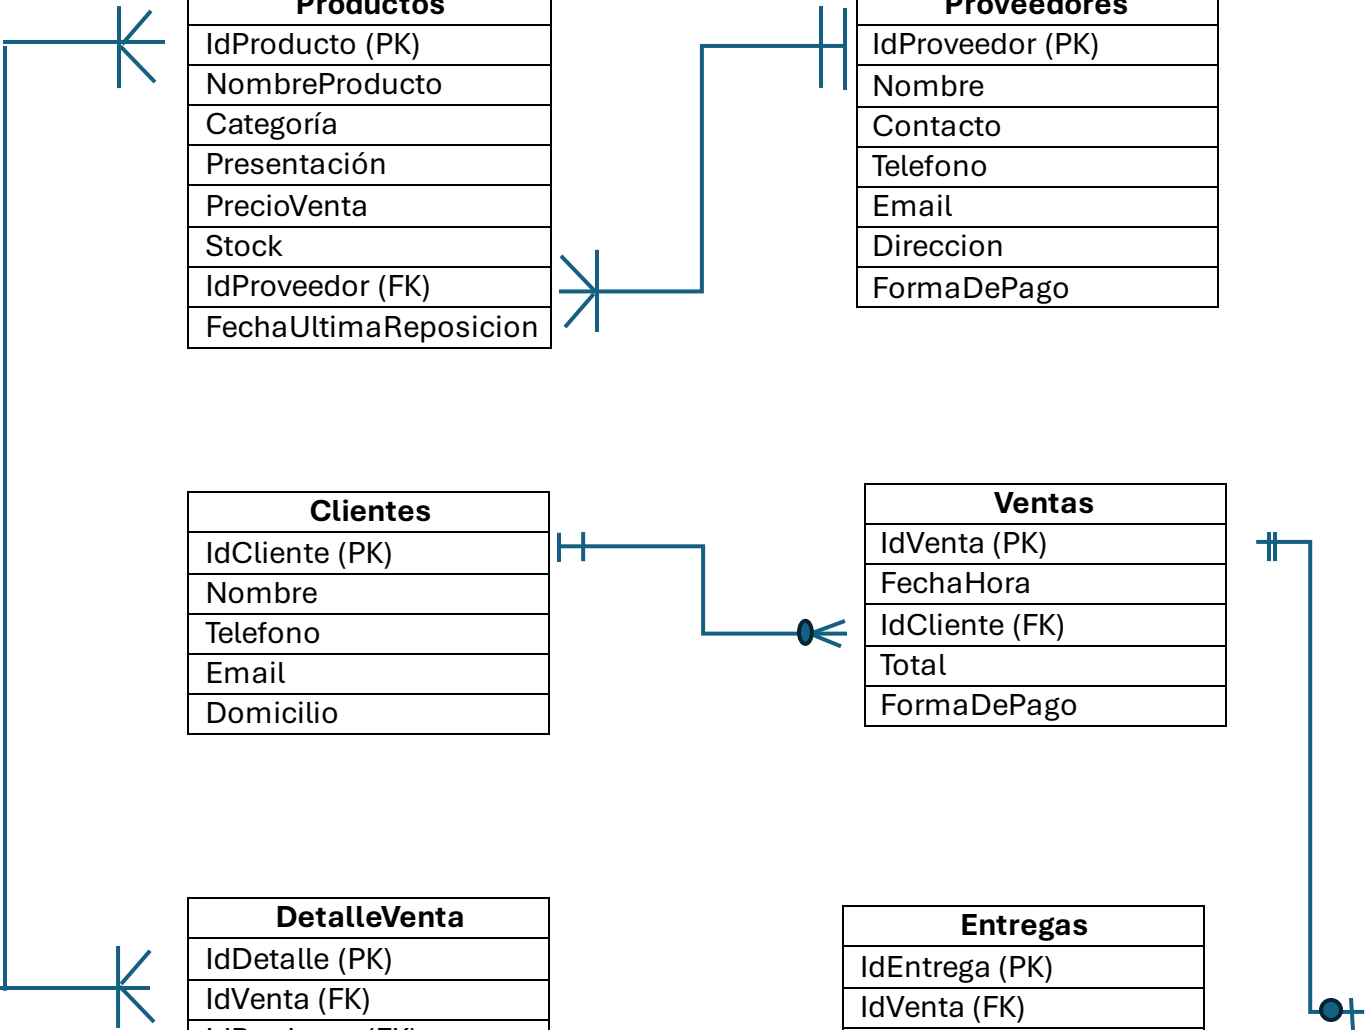 Productos
IdProducto (PK)
NombreProducto
Categoría
Presentación
PrecioVenta
Stock
IdProveedor (FK)
FechaUltimaReposicion
Proveedores
IdProveedor (PK)
Nombre
Contacto
Telefono
Email
Direccion
FormaDePago
Clientes
IdCliente (PK)
Nombre
Telefono
Email
Domicilio
Ventas
IdVenta (PK)
FechaHora
IdCliente (FK)
Total
FormaDePago
DetalleVenta
IdDetalle (PK)
IdVenta (FK)
Entregas
IdEntrega (PK)
IdVenta (FK)